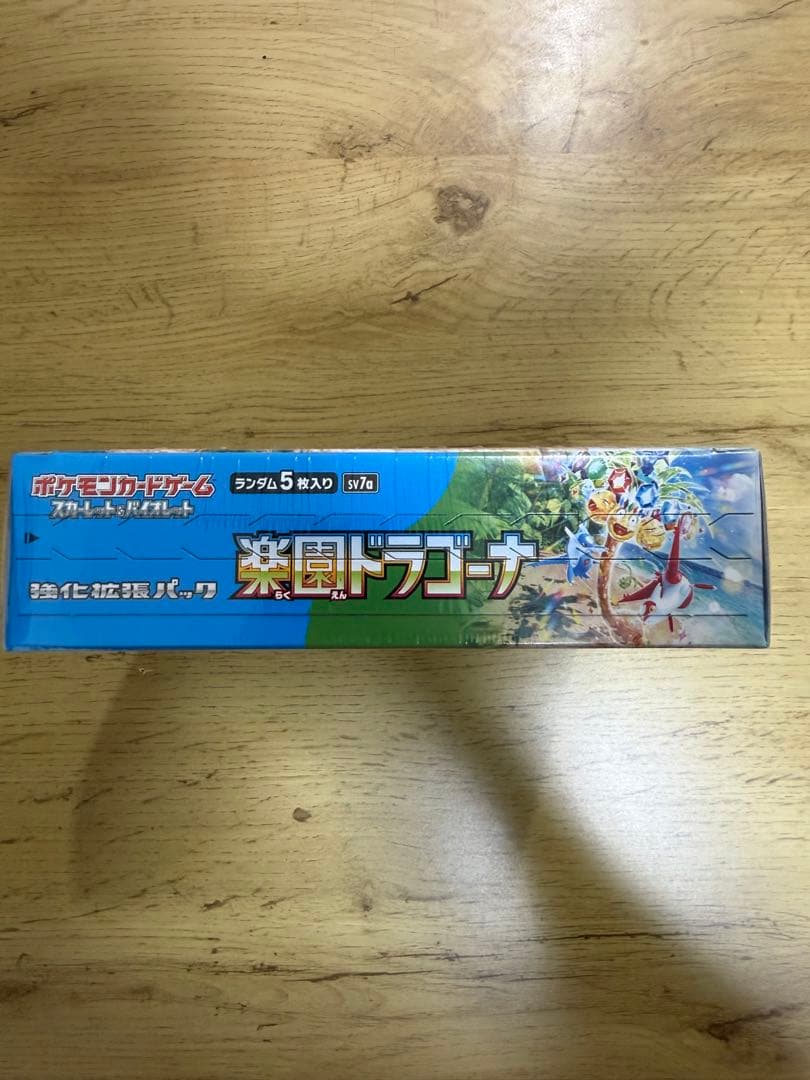 ポケモンカードゲーム
スカーレット&バイオレット
ランダム5枚入り
sv7a
強化拡張パック
楽園ドラゴーナ
らくえん